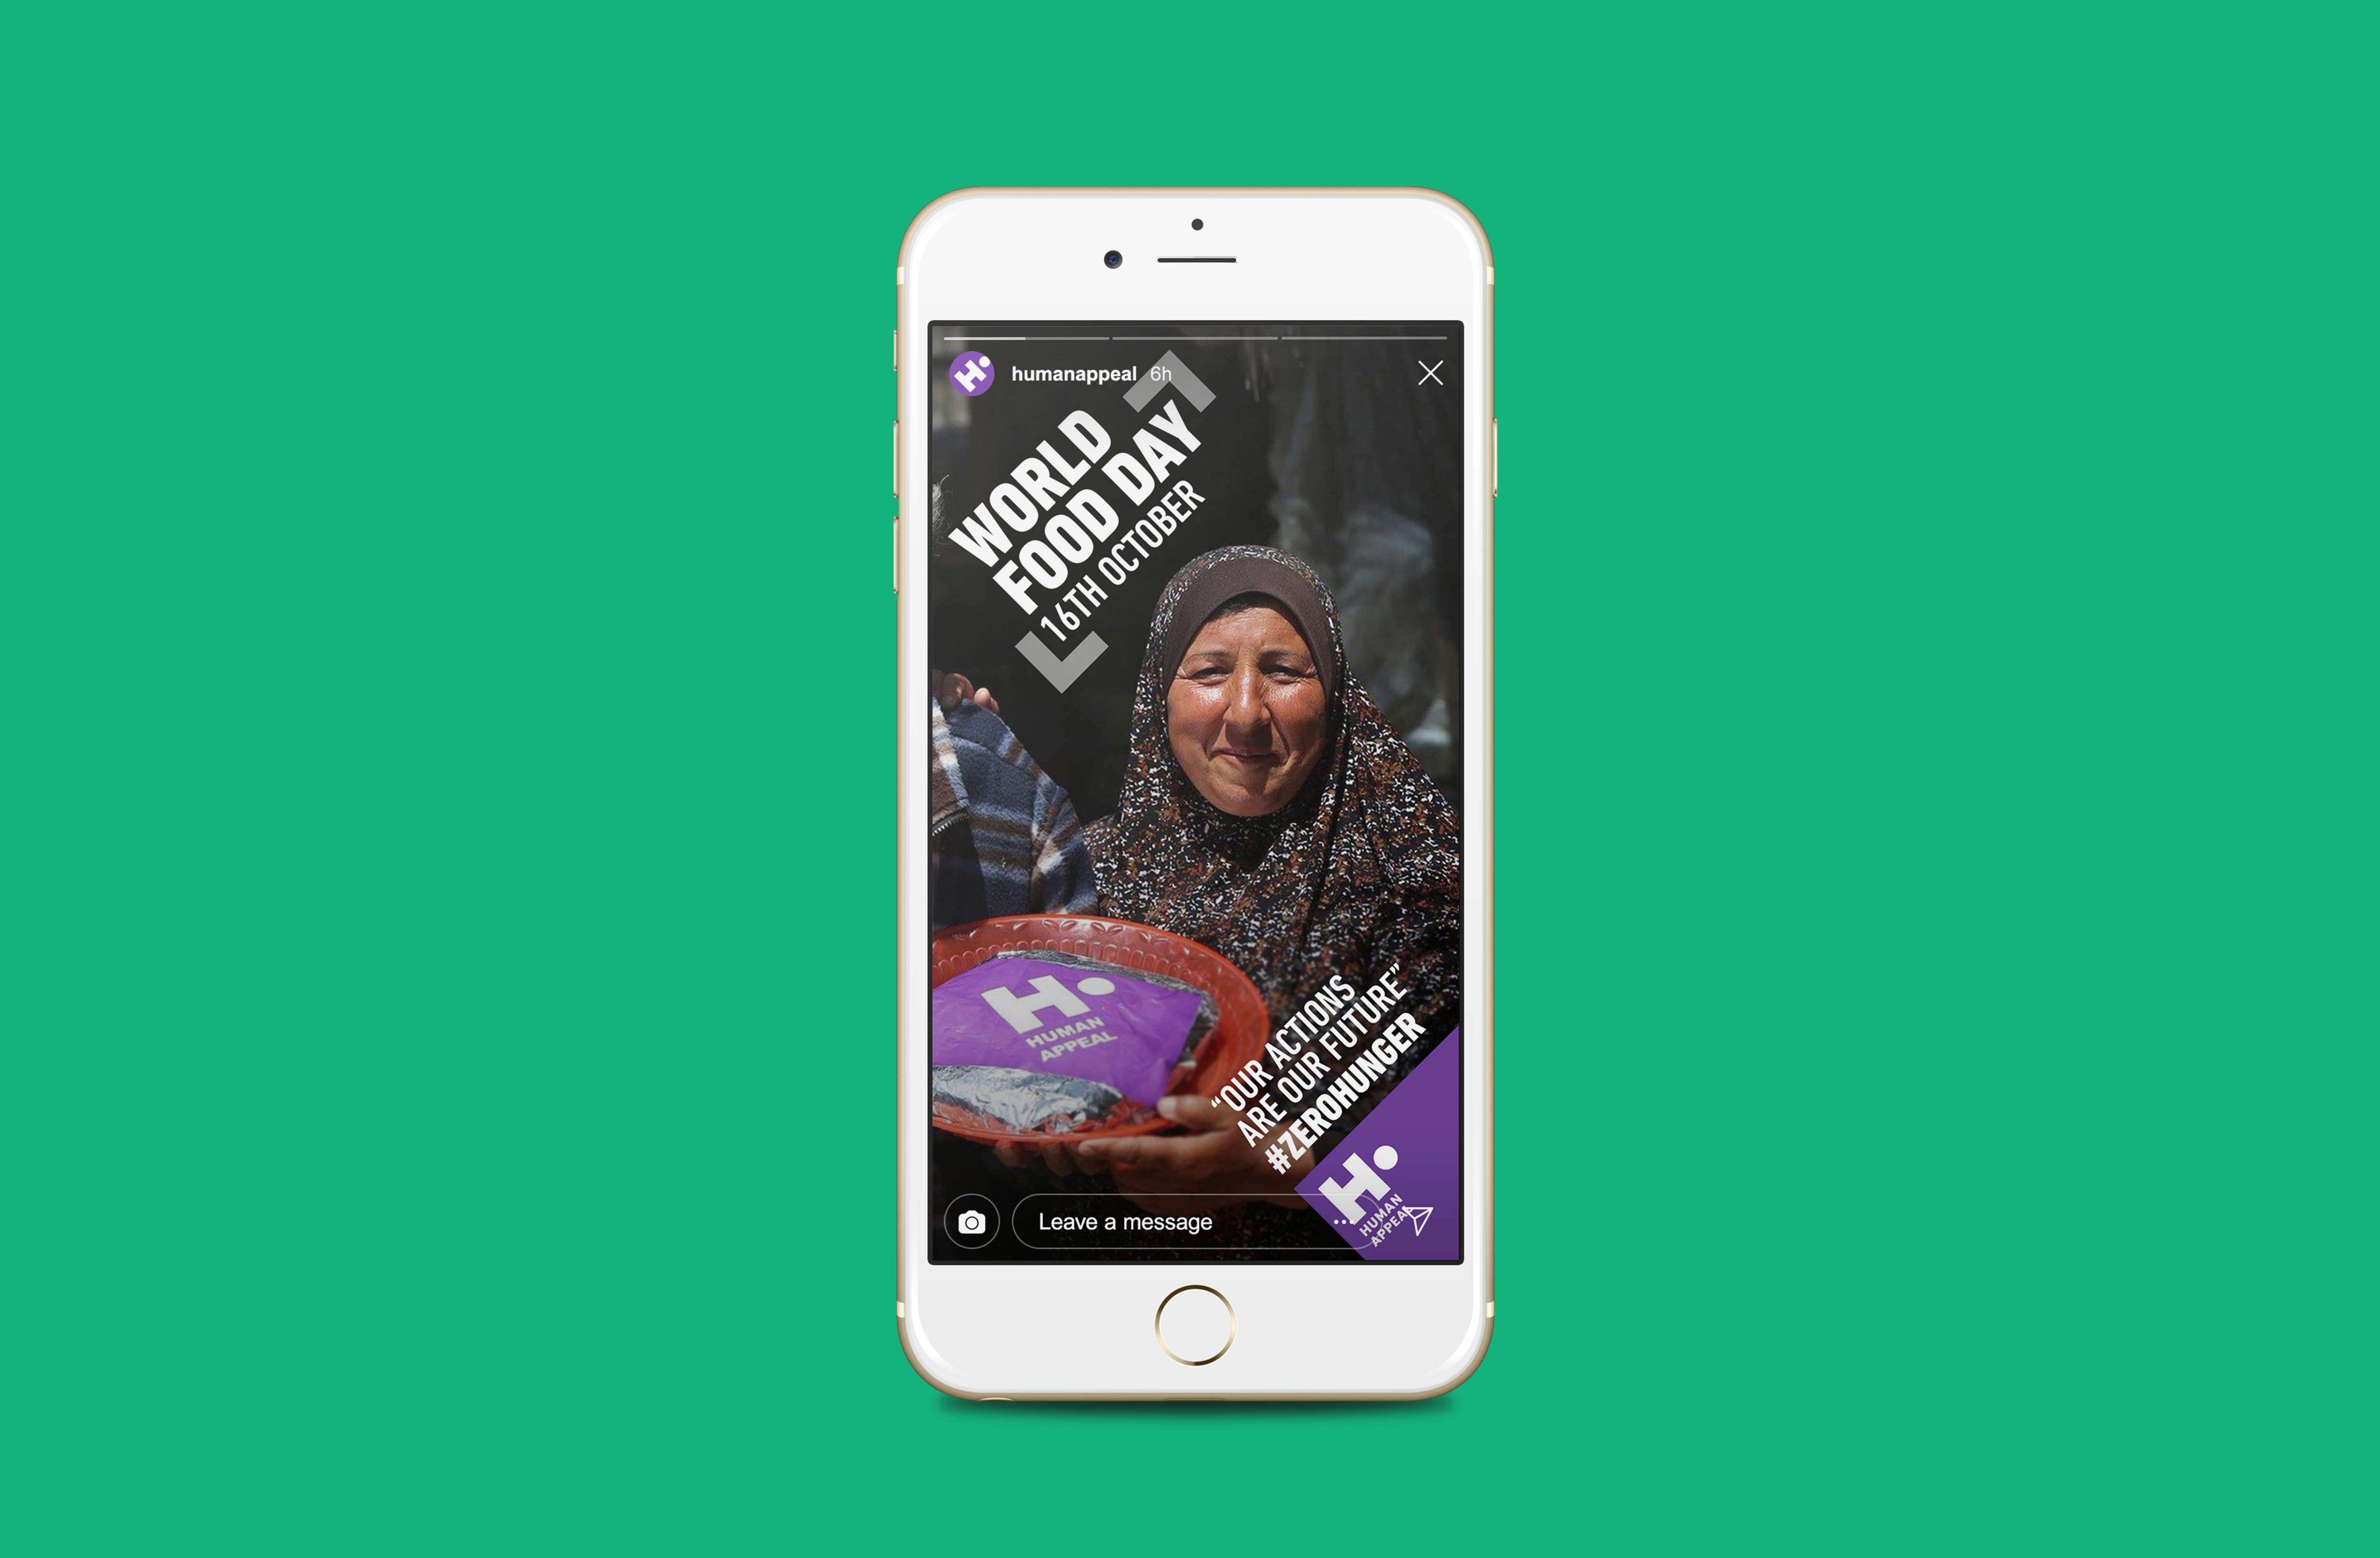 humanappeal 6h
WORLD
FOOD DAY
16TH OCTOBER
H
HUMAN
APPEAL
“OUR ACTIONS
ARE OUR FUTURE”
#ZEROHUNGER
H
HUMAN
APPEAL
Leave a message